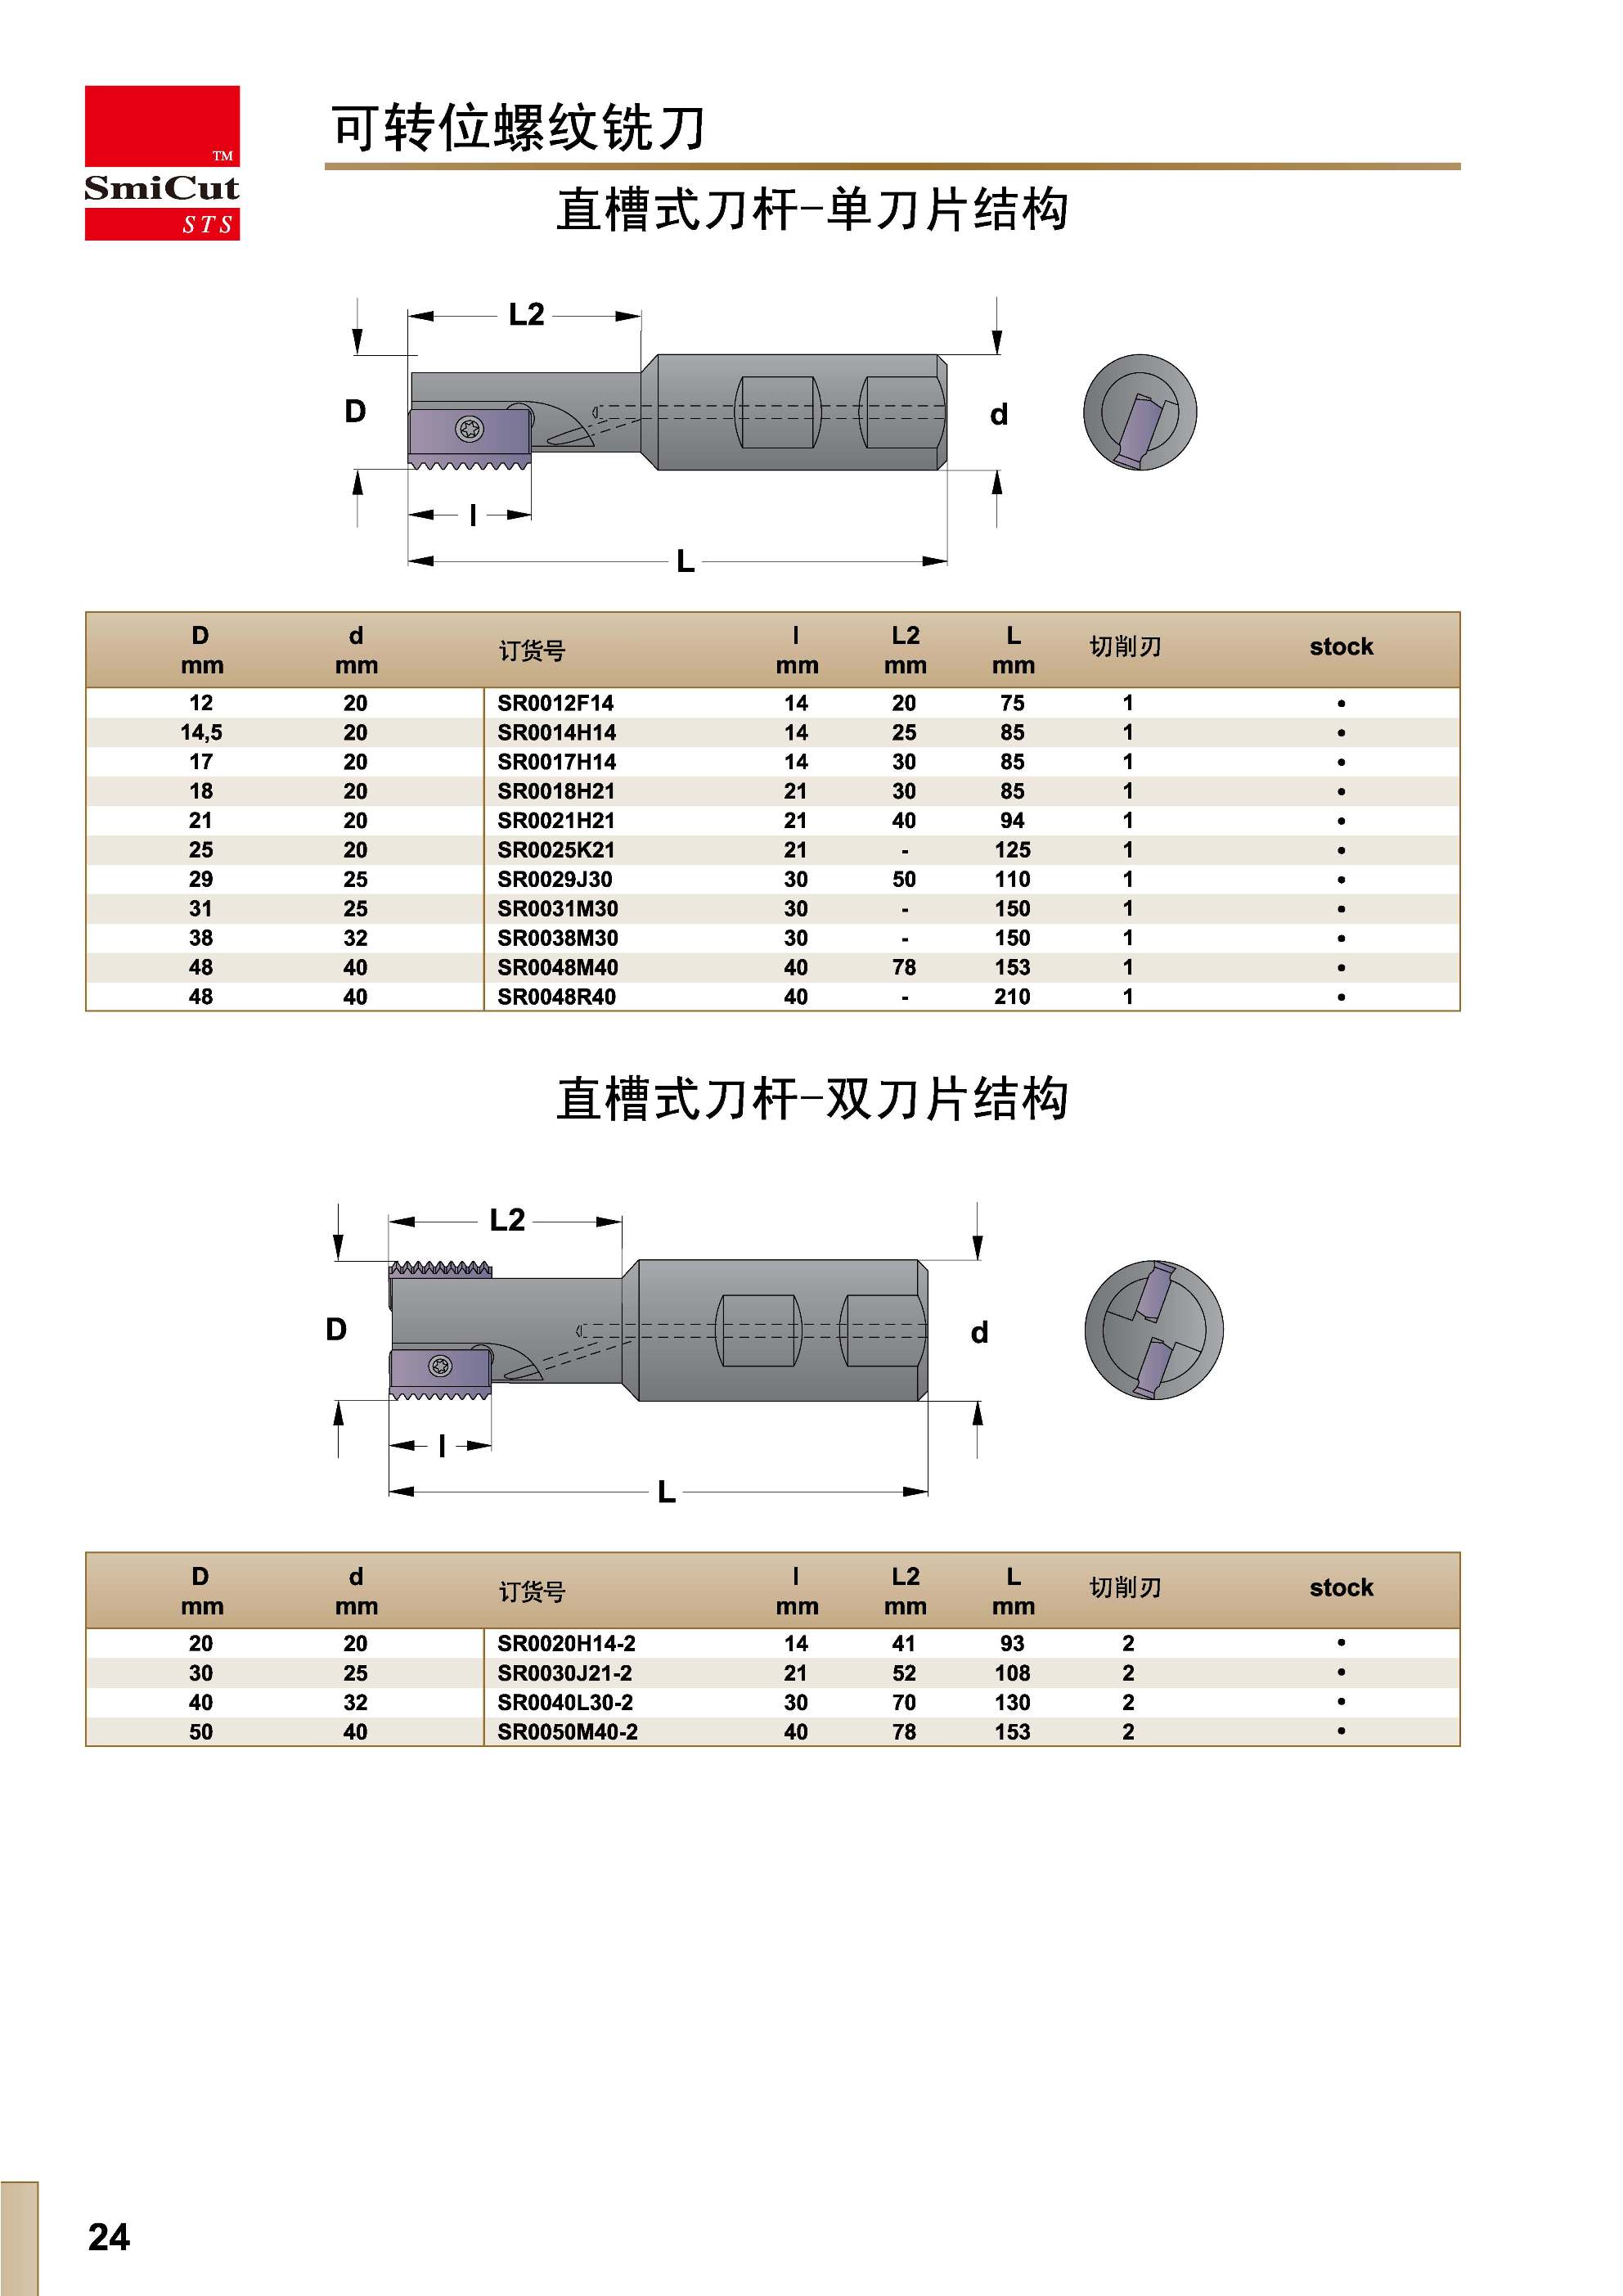 TM
SmiCut
STS
可转位螺纹铣刀
直槽式刀杆-单刀片结构
L2
D
d
l
L
D d 订货号 l L2 L 切削刃 stock
mm mm mm mm mm
12 20 SR0012F14 14 20 75 1 •
14,5 20 SR0014H14 14 25 85 1 •
17 20 SR0017H14 14 30 85 1 •
18 20 SR0018H21 21 30 85 1 •
21 20 SR0021H21 21 40 94 1 •
25 20 SR0025K21 21 - 125 1 •
29 25 SR0029J30 30 50 110 1 •
31 25 SR0031M30 30 - 150 1 •
38 32 SR0038M30 30 - 150 1 •
48 40 SR0048M40 40 78 153 1 •
48 40 SR0048R40 40 - 210 1 •
直槽式刀杆-双刀片结构
L2
D
d
l
L
D d 订货号 l L2 L 切削刃 stock
mm mm mm mm mm
20 20 SR0020H14-2 14 41 93 2 •
30 25 SR0030J21-2 21 52 108 2 •
40 32 SR0040L30-2 30 70 130 2 •
50 40 SR0050M40-2 40 78 153 2 •
24